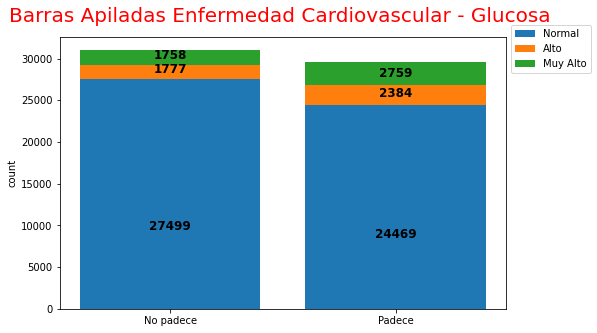 Barras Apiladas Enfermedad Cardiovascular - Glucosa
Normal
Alto
Muy Alto
30000
25000
20000
15000
10000
5000
0
count
1758
1777
27499
2759
2384
24469
No padece
Padece